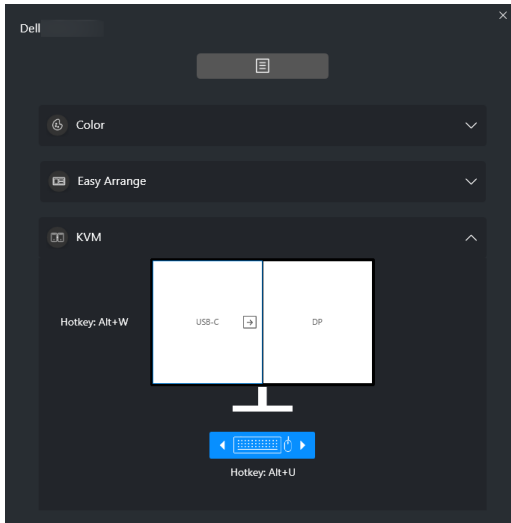 Dell
Color
Easy Arrange
KVM
Hotkey: Alt+W
USB-C
DP
Hotkey: Alt+U